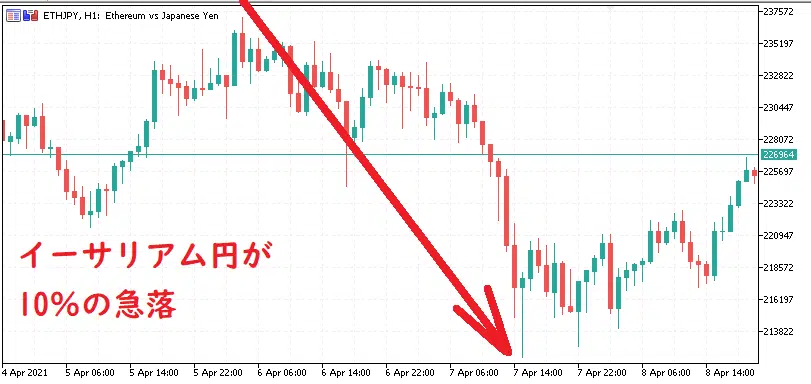 ETHJPY, H1: Ethereum vs Japanese Yen
237572
235197
232822
230447
228072
226964
225697
223322
220947
218572
216197
213822
イーサリアム円が
10%の急落
4 Apr 2021
5 Apr 06:00
5 Apr 14:00
5 Apr 22:00
6 Apr 06:00
6 Apr 14:00
6 Apr 22:00
7 Apr 06:00
7 Apr 14:00
7 Apr 22:00
8 Apr 06:00
8 Apr 14:00